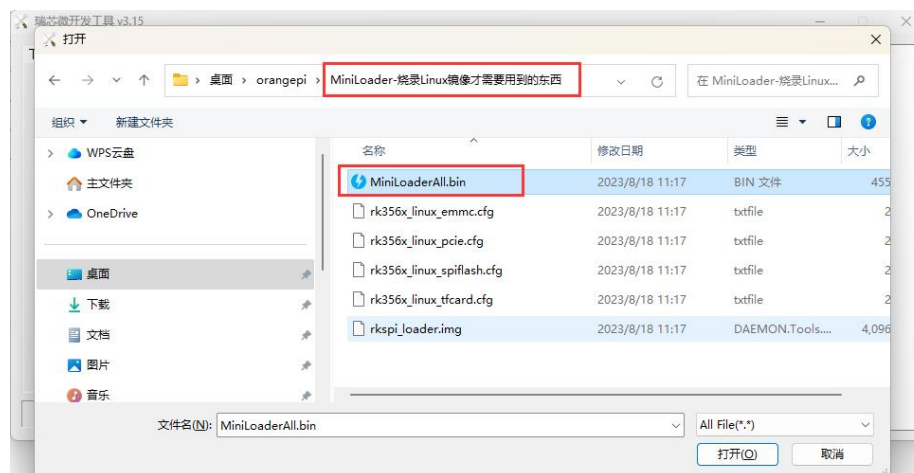 瑞芯微开发工具 v3.15
打开
桌面 › orangepi › MiniLoader-烧录Linux镜像才需要用到的东西
在 MiniLoader-烧录Linux...
组织 新建文件夹
名称 修改日期 类型 大小
WPS云盘
主文件夹
OneDrive
桌面
下载
文档
图片
音乐
MiniLoaderAll.bin 2023/8/18 11:17 BIN 文件 455
rk356x_linux_emmc.cfg 2023/8/18 11:17 txtfile 2
rk356x_linux_pcie.cfg 2023/8/18 11:17 txtfile 2
rk356x_linux_spiflash.cfg 2023/8/18 11:17 txtfile 2
rk356x_linux_tfcard.cfg 2023/8/18 11:17 txtfile 2
rkspi_loader.img 2023/8/18 11:17 DAEMON.Tools.... 4,096
文件名(N): MiniLoaderAll.bin
All File(*.*)
打开(O) 取消